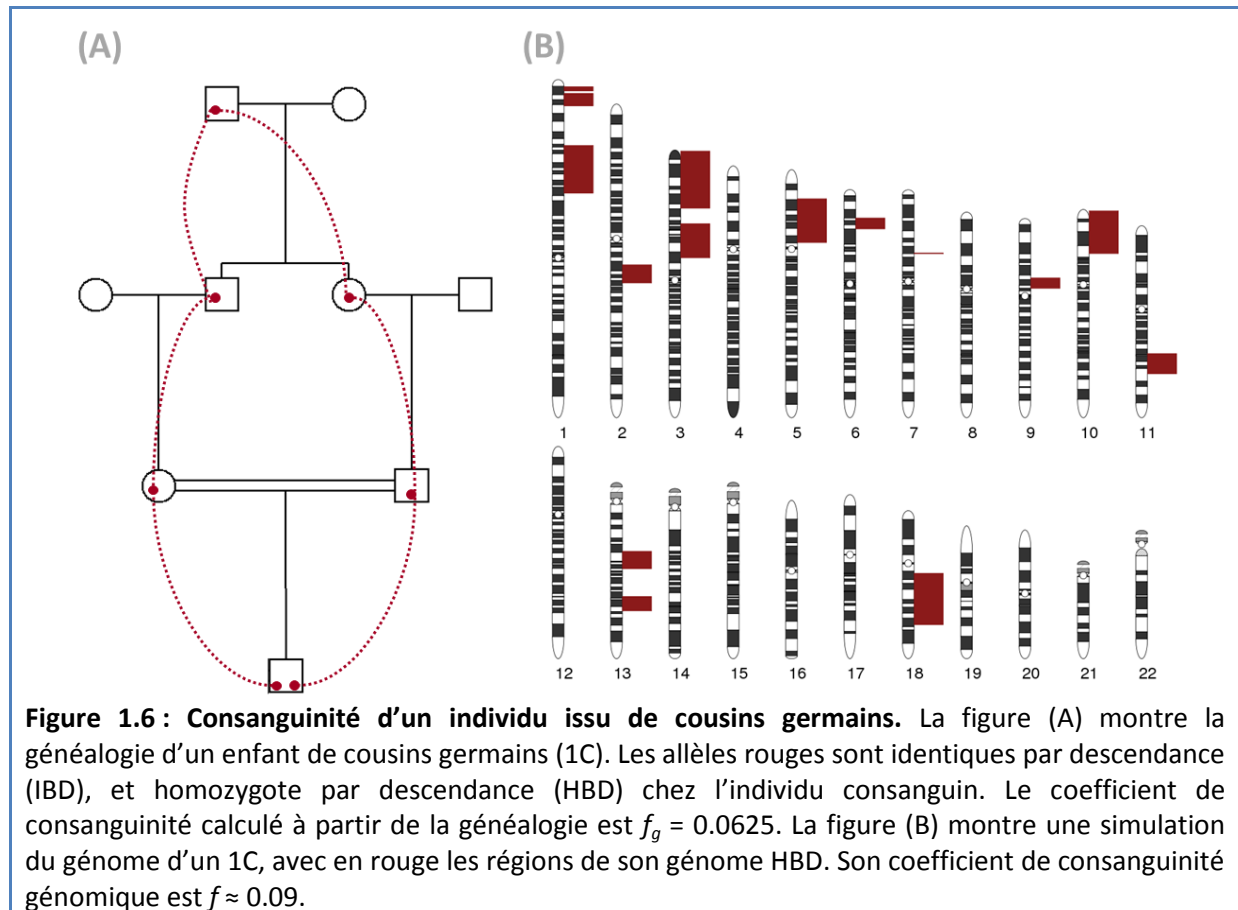 (A)
(B)
1 2 3 4 5 6 7 8 9 10 11
12 13 14 15 16 17 18 19 20 21 22
Figure 1.6 : Consanguinité d’un individu issu de cousins germains. La figure (A) montre la
généalogie d’un enfant de cousins germains (1C). Les allèles rouges sont identiques par descendance
(IBD), et homozygote par descendance (HBD) chez l’individu consanguin. Le coefficient de
consanguinité calculé à partir de la généalogie est fg = 0.0625. La figure (B) montre une simulation
du génome d’un 1C, avec en rouge les régions de son génome HBD. Son coefficient de consanguinité
génomique est f ≈ 0.09.